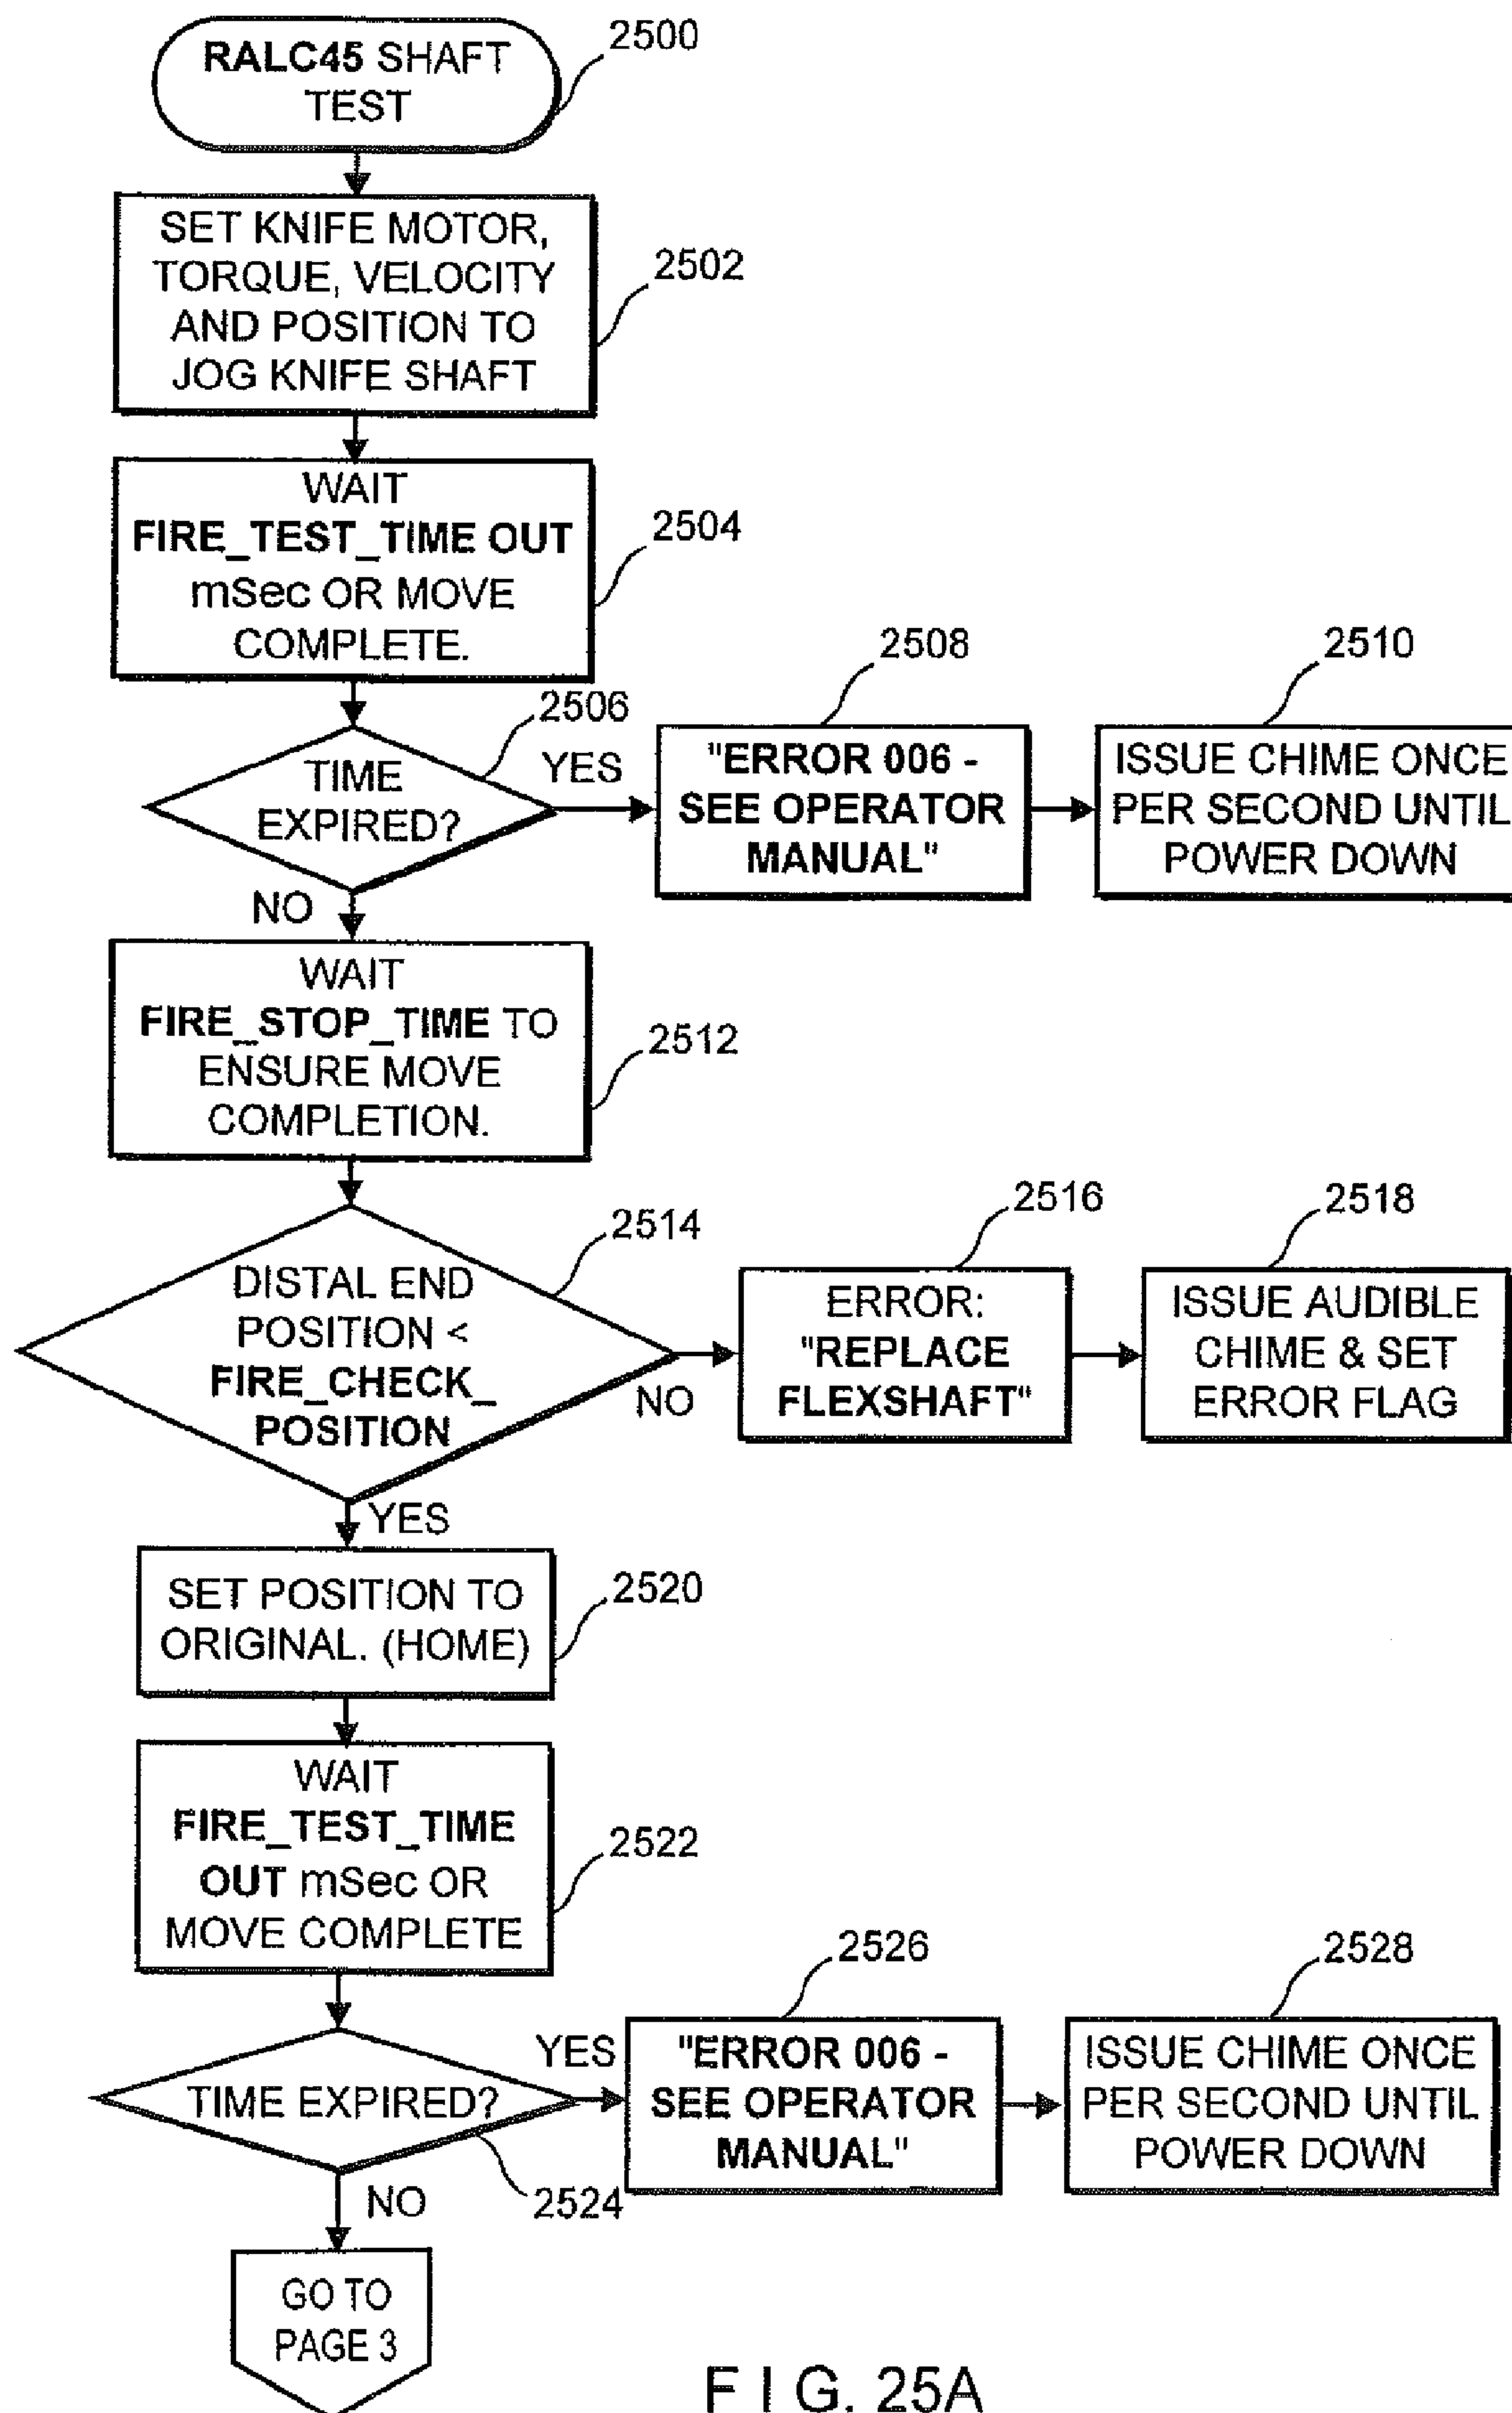 RALC45 SHAFT
TEST
2500
SET KNIFE MOTOR,
TORQUE, VELOCITY
AND POSITION TO
JOG KNIFE SHAFT
2502
WAIT
FIRE_TEST_TIME OUT
mSec OR MOVE
COMPLETE.
2504
TIME
EXPIRED?
2506
YES
NO
"ERROR 006 -
SEE OPERATOR
MANUAL"
2508
ISSUE CHIME ONCE
PER SECOND UNTIL
POWER DOWN
2510
WAIT
FIRE_STOP_TIME TO
ENSURE MOVE
COMPLETION.
2512
DISTAL END
POSITION <
FIRE_CHECK_
POSITION
2514
NO
YES
ERROR:
"REPLACE
FLEXSHAFT"
2516
ISSUE AUDIBLE
CHIME & SET
ERROR FLAG
2518
SET POSITION TO
ORIGINAL. (HOME)
2520
WAIT
FIRE_TEST_TIME
OUT mSec OR
MOVE COMPLETE
2522
TIME EXPIRED?
2524
YES
NO
"ERROR 006 -
SEE OPERATOR
MANUAL"
2526
ISSUE CHIME ONCE
PER SECOND UNTIL
POWER DOWN
2528
GO TO
PAGE 3
FIG. 25A